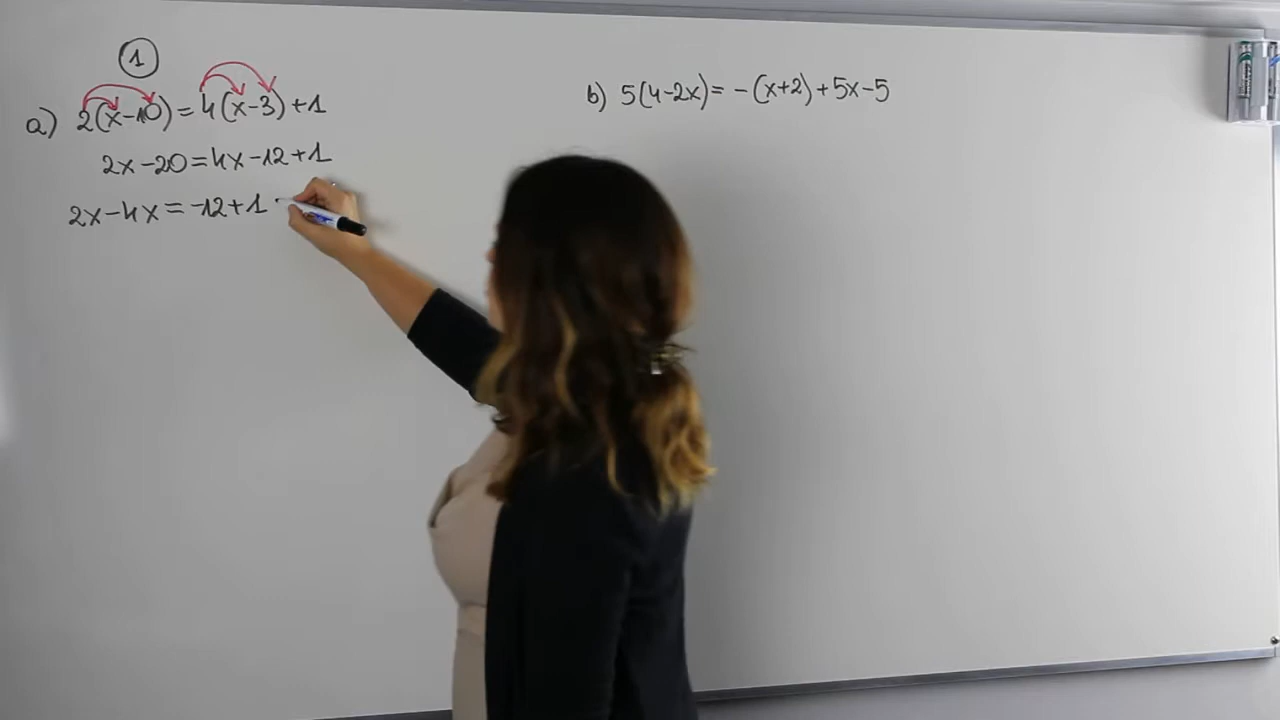 1
a) 2(x-10)=4(x-3)+1
2x-20=4x-12+1
2x-4x=-12+1
b) 5(4-2x)=-(x+2)+5x-5